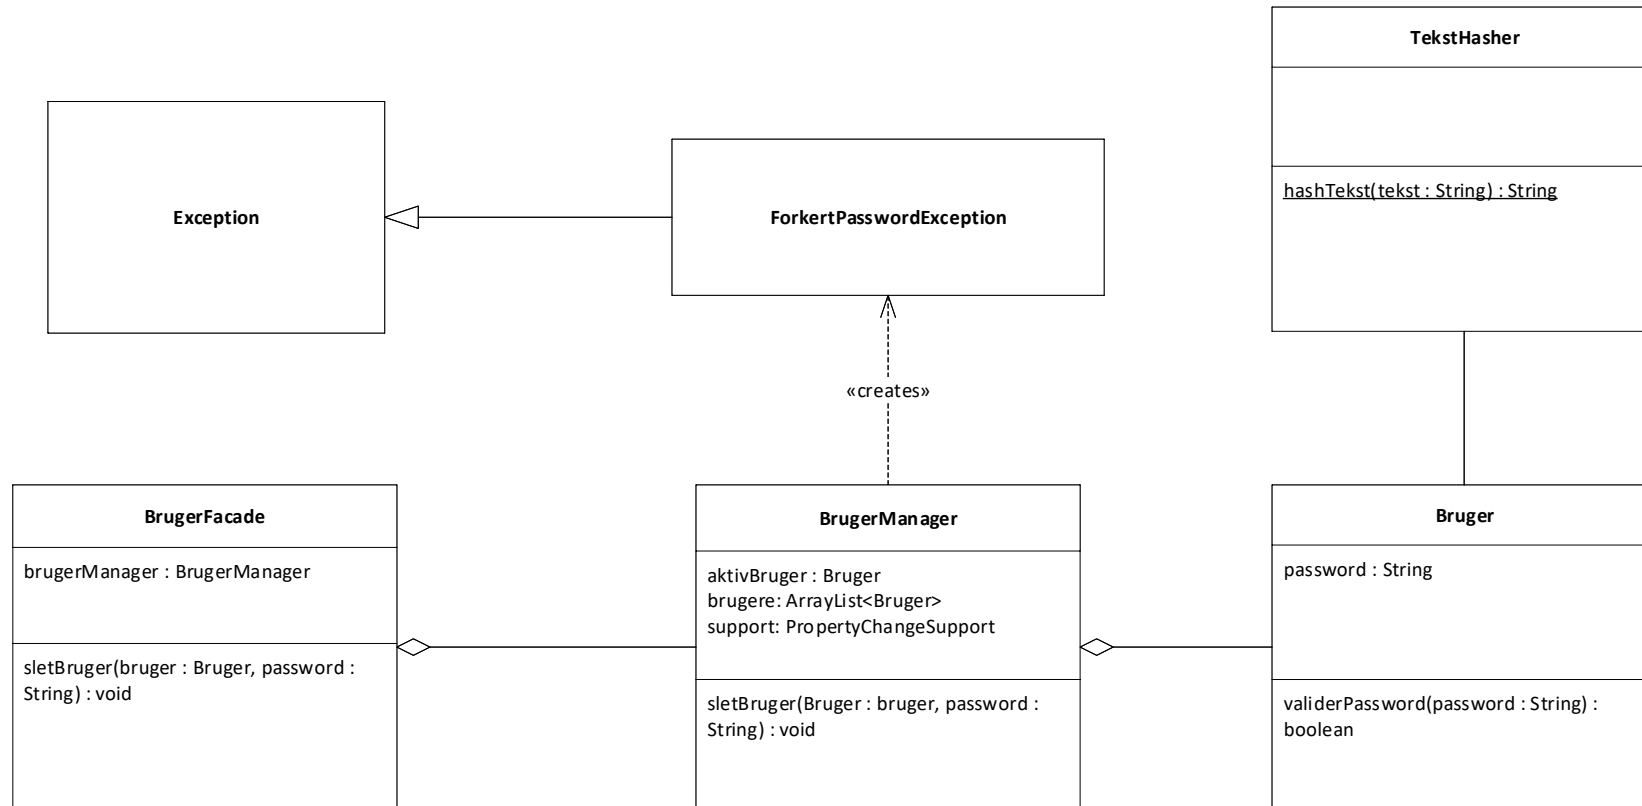 TekstHasher
hashTekst(tekst : String) : String
Exception
ForkertPasswordException
«creates»
BrugerFacade
brugerManager : BrugerManager
sletBruger(bruger : Bruger, password :
String) : void
BrugerManager
aktivBruger : Bruger
brugere: ArrayList<Bruger>
support: PropertyChangeSupport
sletBruger(Bruger : bruger, password :
String) : void
Bruger
password : String
validerPassword(password : String) :
boolean